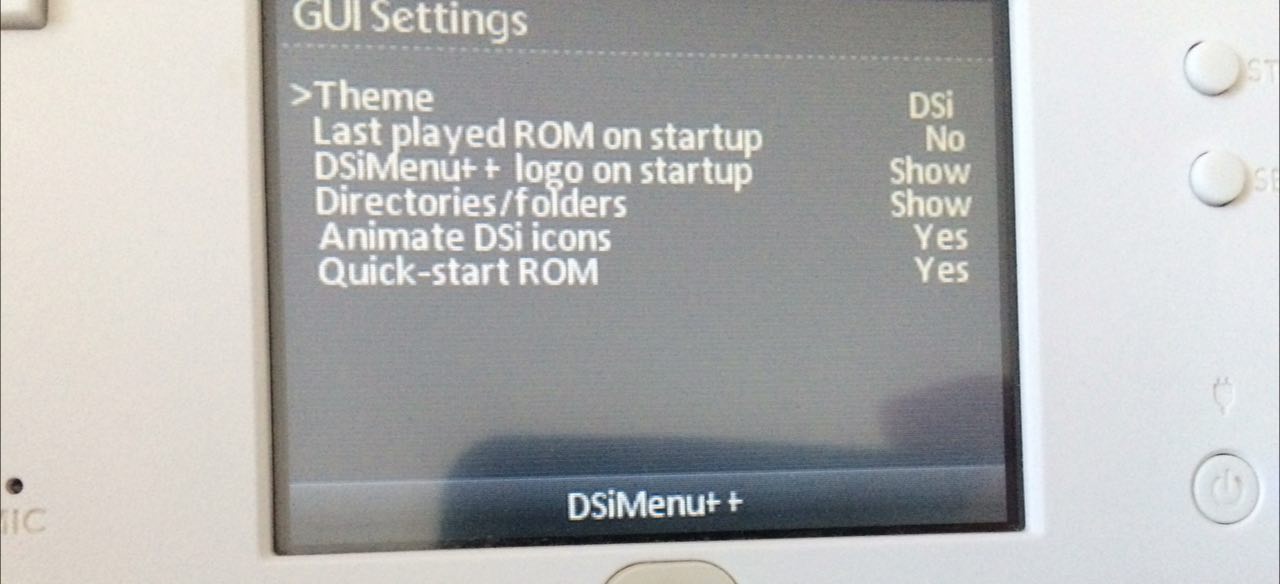 GUI Settings
>Theme DSi
Last played ROM on startup No
DSiMenu++ logo on startup Show
Directories/folders Show
Animate DSi icons Yes
Quick-start ROM Yes
DSiMenu++
ST
SE
MIC